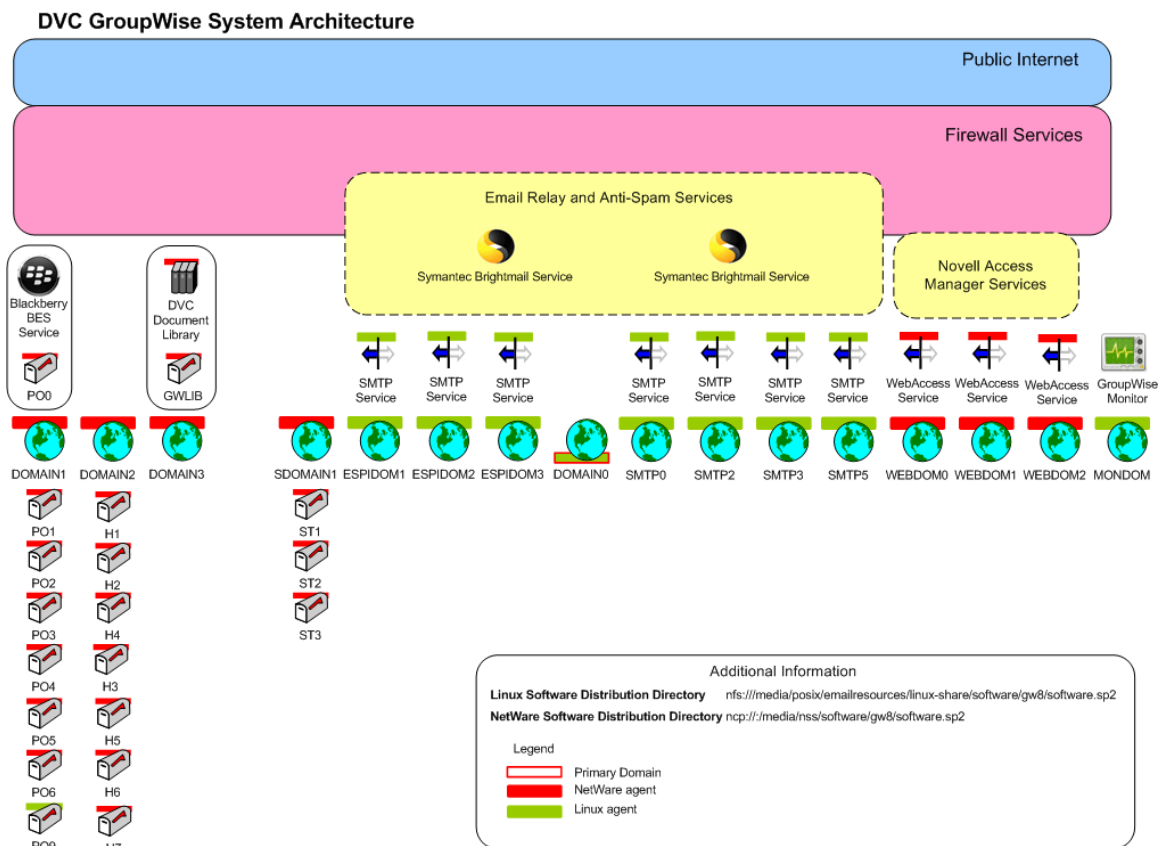 DVC GroupWise System Architecture
Public Internet
Firewall Services
Email Relay and Anti-Spam Services
Symantec Brightmail Service
Symantec Brightmail Service
Novell Access
Manager Services
Blackberry
BES
Service
PO0
DVC
Document
Library
GWLIB
SMTP
Service
SMTP
Service
SMTP
Service
SMTP
Service
SMTP
Service
SMTP
Service
SMTP
Service
WebAccess
Service
WebAccess
Service
WebAccess
Service
GroupWise
Monitor
DOMAIN1
DOMAIN2
DOMAIN3
SDOMAIN1
ESPIDOM1
ESPIDOM2
ESPIDOM3
DOMAIN0
SMTP0
SMTP2
SMTP3
SMTP5
WEBDOM0
WEBDOM1
WEBDOM2
MONDOM
PO1
H1
ST1
PO2
H2
ST2
PO3
H4
ST3
PO4
H3
PO5
H5
PO6
H6
Additional Information
Linux Software Distribution Directory nfs:///media/posix/emailresources/linux-share/software/gw8/software.sp2
NetWare Software Distribution Directory ncp://:/media/nss/software/gw8/software.sp2
Legend
Primary Domain
NetWare agent
Linux agent